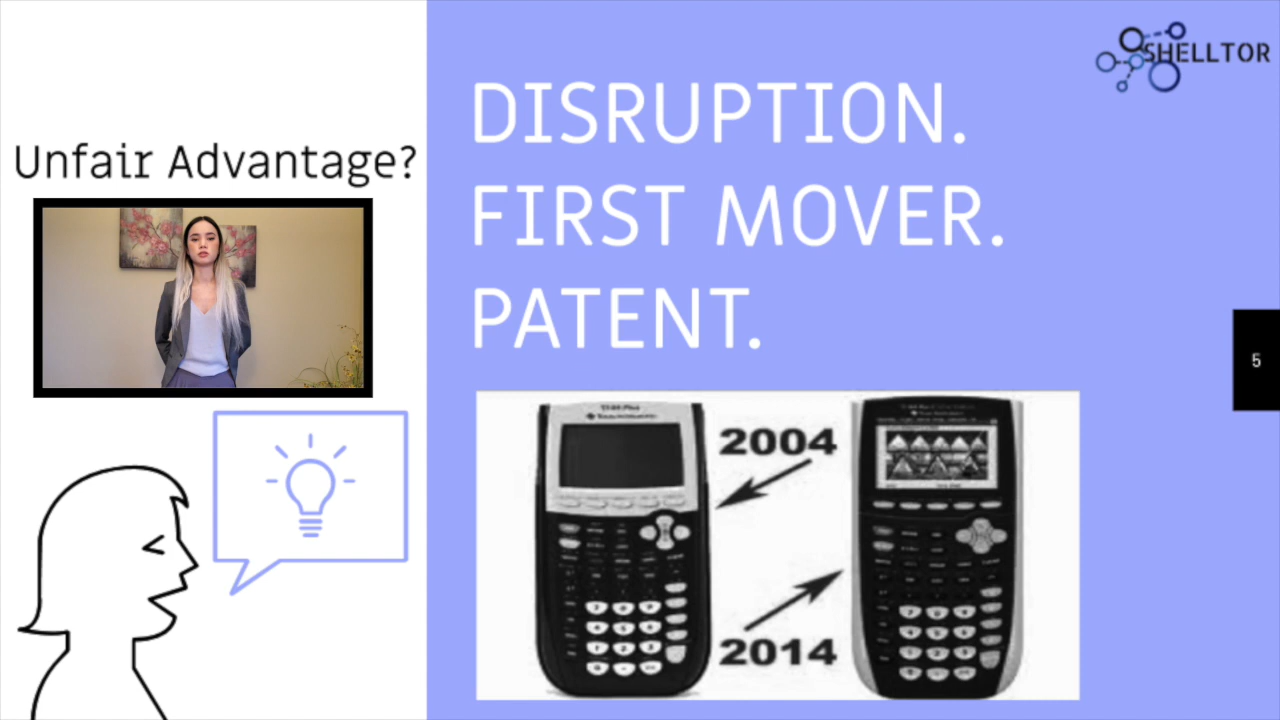 Unfair Advantage?
DISRUPTION.
FIRST MOVER.
PATENT.
SHELLTOR
5
2004
2014